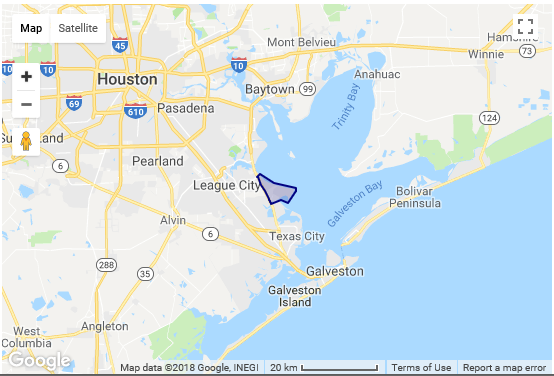 Map Satellite
Mont Belvieu
Hamshire
Winnie
73
45
10
10
10
Houston
Anahuac
Baytown
99
Trinity Bay
69
610
Pasadena
124
6
Pearland
League City
Galveston Bay
Bolivar
Peninsula
Alvin
6
Texas City
288
35
Galveston
Galveston
Island
West
Columbia
Angleton
Google
Map data ©2018 Google, INEGI 20 km Terms of Use Report a map error